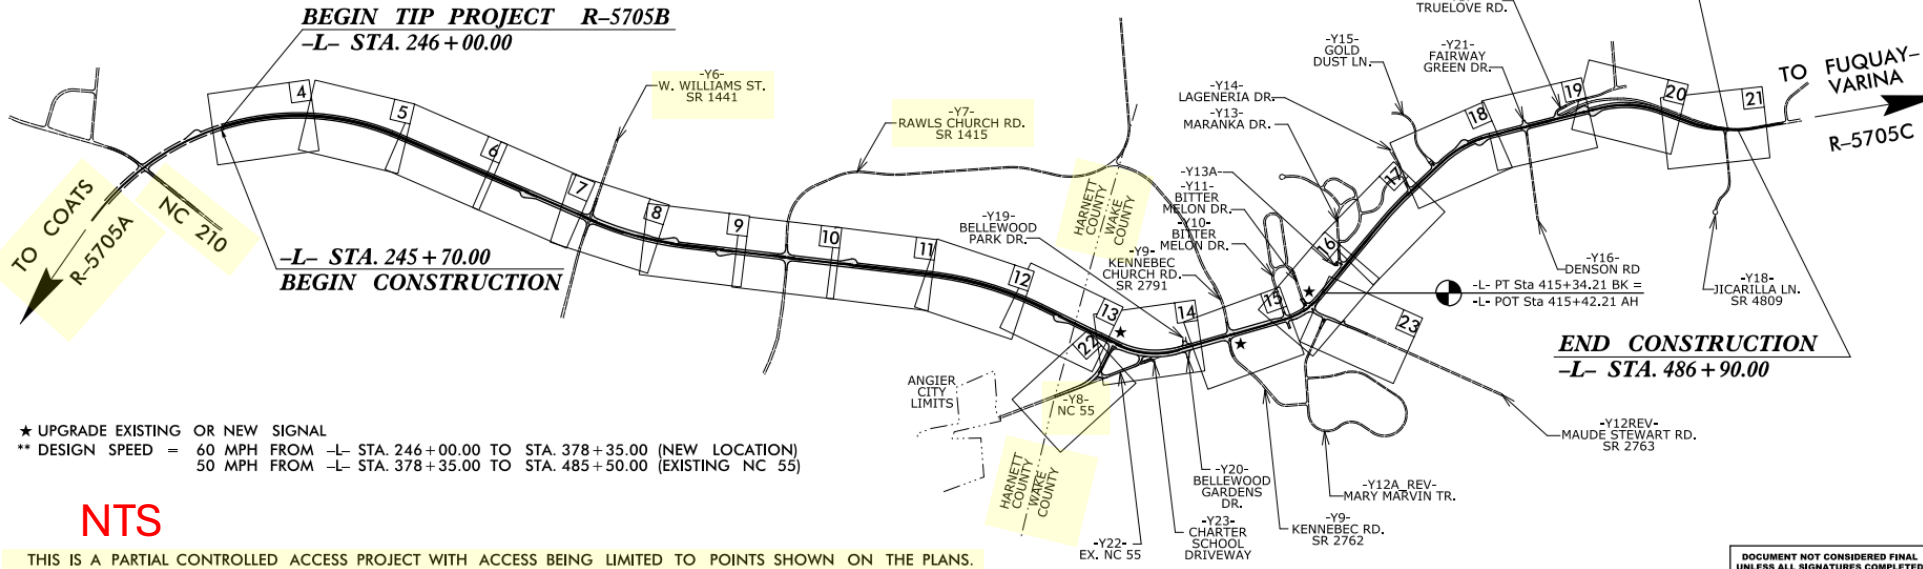 BEGIN TIP PROJECT R–5705B
–L– STA. 246+00.00
TRUELOVE RD.
-Y15-
GOLD
DUST LN.
-Y21-
FAIRWAY
GREEN DR.
TO FUQUAY–
VARINA
R–5705C
-Y6-
W. WILLIAMS ST.
SR 1441
-Y7-
RAWLS CHURCH RD.
SR 1415
-Y14-
LAGENERIA DR.
-Y13-
MARANKA DR.
-Y13A-
-Y11-
BITTER
MELON DR.
-Y10-
BITTER
MELON DR.
4
5
6
7
8
9
10
11
12
13
14
15
16
17
18
19
20
21
22
23
TO COATS
R–5705A
NC 210
–L– STA. 245+70.00
BEGIN CONSTRUCTION
HARNETT
COUNTY
WAKE
COUNTY
-Y19-
BELLEWOOD
PARK DR.
-Y9-
KENNEBEC
CHURCH RD.
SR 2791
-Y16-
DENSON RD
-L- PT Sta 415+34.21 BK =
-L- POT Sta 415+42.21 AH
-Y18-
JICARILLA LN.
SR 4809
END CONSTRUCTION
–L– STA. 486+90.00
ANGIER
CITY
LIMITS
-Y8-
NC 55
★ UPGRADE EXISTING OR NEW SIGNAL
** DESIGN SPEED = 60 MPH FROM –L– STA. 246+00.00 TO STA. 378+35.00 (NEW LOCATION)
50 MPH FROM –L– STA. 378+35.00 TO STA. 485+50.00 (EXISTING NC 55)
-Y12REV-
MAUDE STEWART RD.
SR 2763
HARNETT
COUNTY
WAKE
COUNTY
-Y20-
BELLEWOOD
GARDENS
DR.
-Y12A_REV-
MARY MARVIN TR.
-Y9-
KENNEBEC RD.
SR 2762
-Y23-
CHARTER
SCHOOL
DRIVEWAY
-Y22-
EX. NC 55
NTS
THIS IS A PARTIAL CONTROLLED ACCESS PROJECT WITH ACCESS BEING LIMITED TO POINTS SHOWN ON THE PLANS.
DOCUMENT NOT CONSIDERED FINAL
UNLESS ALL SIGNATURES COMPLETED